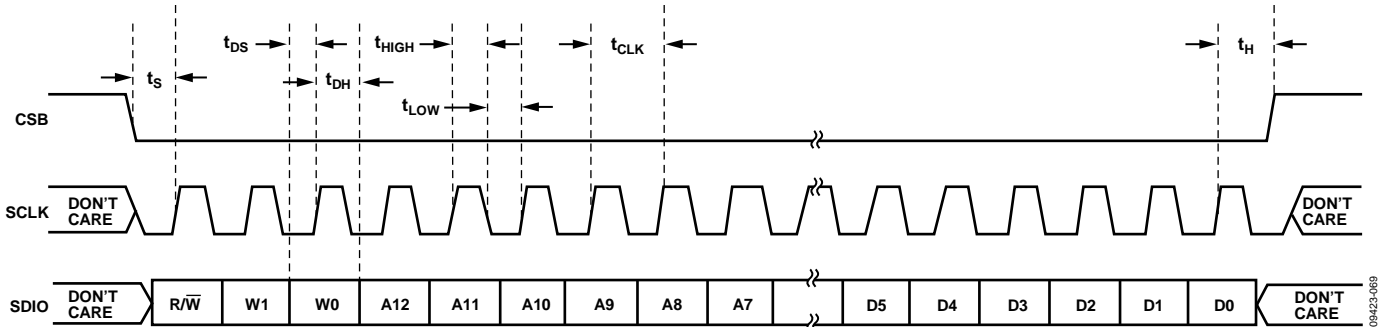 tDS
tHIGH
tCLK
tH
tS
tDH
tLOW
CSB
SCLK
DON'T
CARE
DON'T
CARE
SDIO
DON'T
CARE
R/W̅
W1
W0
A12
A11
A10
A9
A8
A7
D5
D4
D3
D2
D1
D0
DON'T
CARE
09423-069